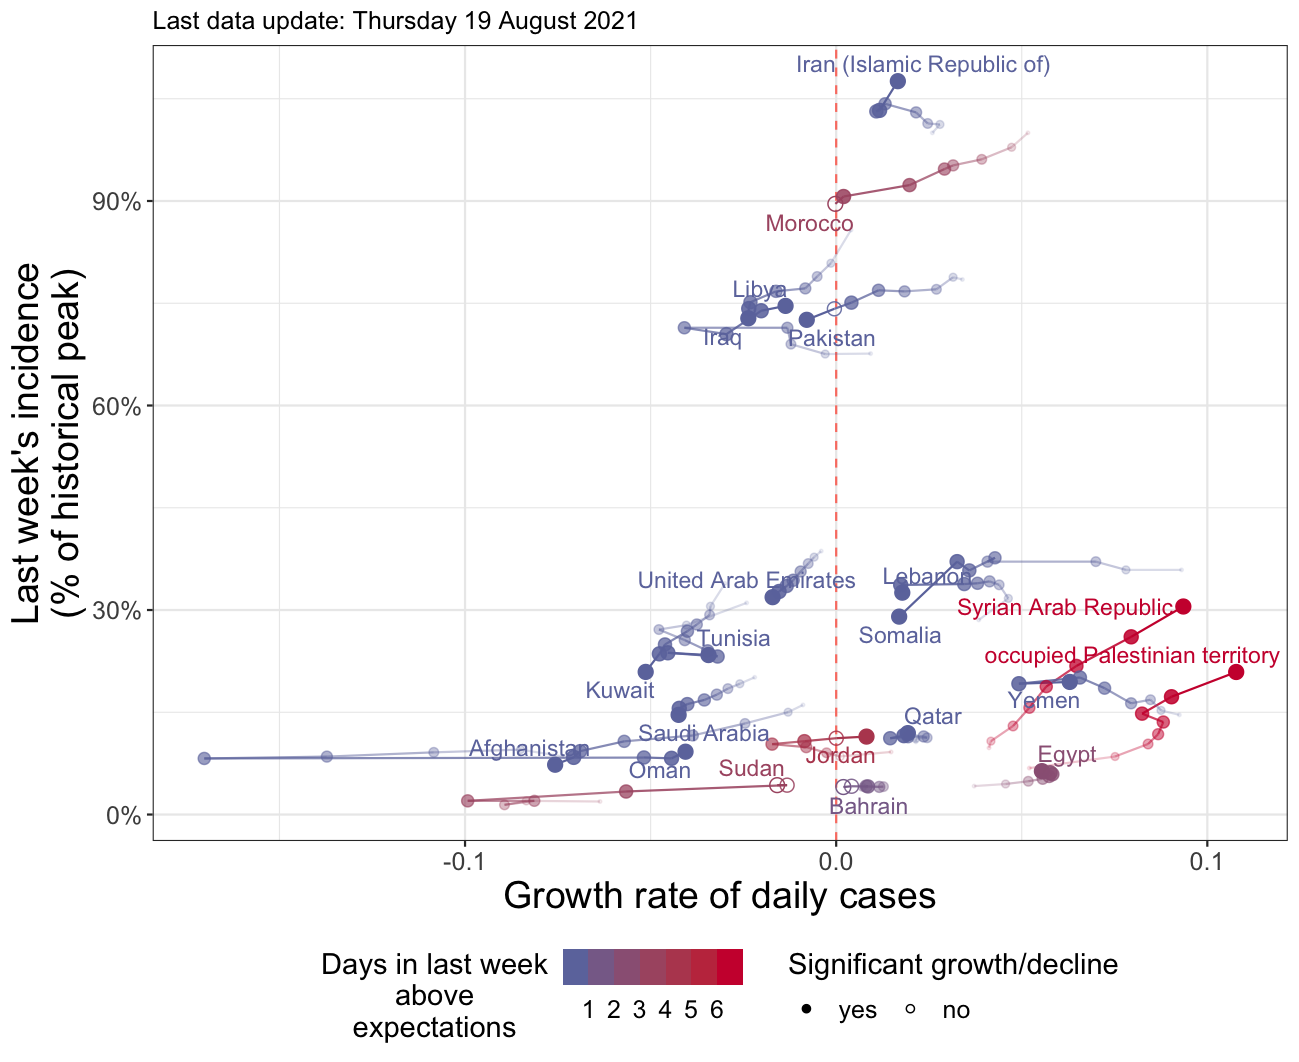 Last data update: Thursday 19 August 2021
Last week's incidence
(% of historical peak)
90%
60%
30%
0%
Iran (Islamic Republic of)
Morocco
Libya
Iraq
Pakistan
United Arab Emirates
Lebanon
Syrian Arab Republic
Tunisia
Somalia
occupied Palestinian territory
Kuwait
Yemen
Qatar
Saudi Arabia
Afghanistan
Jordan
Egypt
Oman
Sudan
Bahrain
-0.1
0.0
0.1
Growth rate of daily cases
Days in last week
above
expectations
1 2 3 4 5 6
Significant growth/decline
yes
no